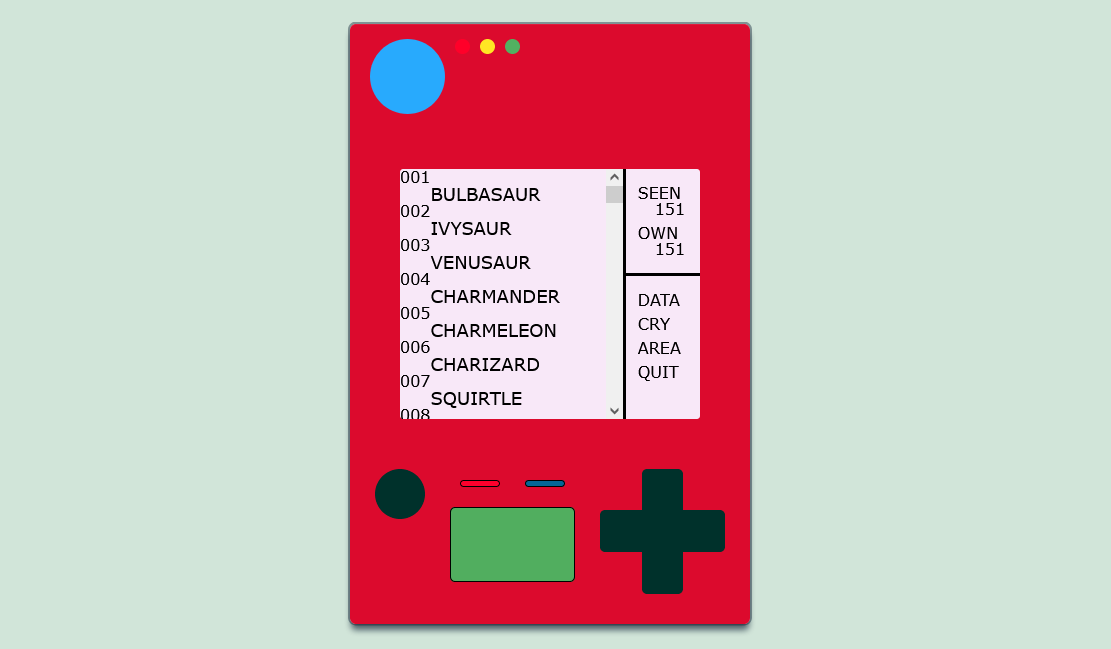 001
BULBASAUR
002
IVYSAUR
003
VENUSAUR
004
CHARMANDER
005
CHARMELEON
006
CHARIZARD
007
SQUIRTLE
008
SEEN
151
OWN
151
DATA
CRY
AREA
QUIT